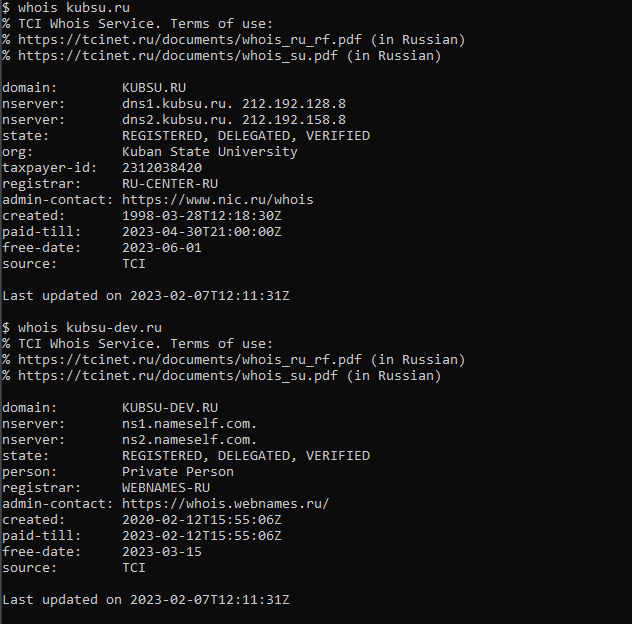 $ whois kubsu.ru
% TCI Whois Service. Terms of use:
% https://tcinet.ru/documents/whois_ru_rf.pdf (in Russian)
% https://tcinet.ru/documents/whois_su.pdf (in Russian)

domain:        KUBSU.RU
nserver:       dns1.kubsu.ru. 212.192.128.8
nserver:       dns2.kubsu.ru. 212.192.158.8
state:         REGISTERED, DELEGATED, VERIFIED
org:           Kuban State University
taxpayer-id:   2312038420
registrar:     RU-CENTER-RU
admin-contact: https://www.nic.ru/whois
created:       1998-03-28T12:18:30Z
paid-till:     2023-04-30T21:00:00Z
free-date:     2023-06-01
source:        TCI

Last updated on 2023-02-07T12:11:31Z

$ whois kubsu-dev.ru
% TCI Whois Service. Terms of use:
% https://tcinet.ru/documents/whois_ru_rf.pdf (in Russian)
% https://tcinet.ru/documents/whois_su.pdf (in Russian)

domain:        KUBSU-DEV.RU
nserver:       ns1.nameself.com.
nserver:       ns2.nameself.com.
state:         REGISTERED, DELEGATED, VERIFIED
person:        Private Person
registrar:     WEBNAMES-RU
admin-contact: https://whois.webnames.ru/
created:       2020-02-12T15:55:06Z
paid-till:     2023-02-12T15:55:06Z
free-date:     2023-03-15
source:        TCI

Last updated on 2023-02-07T12:11:31Z